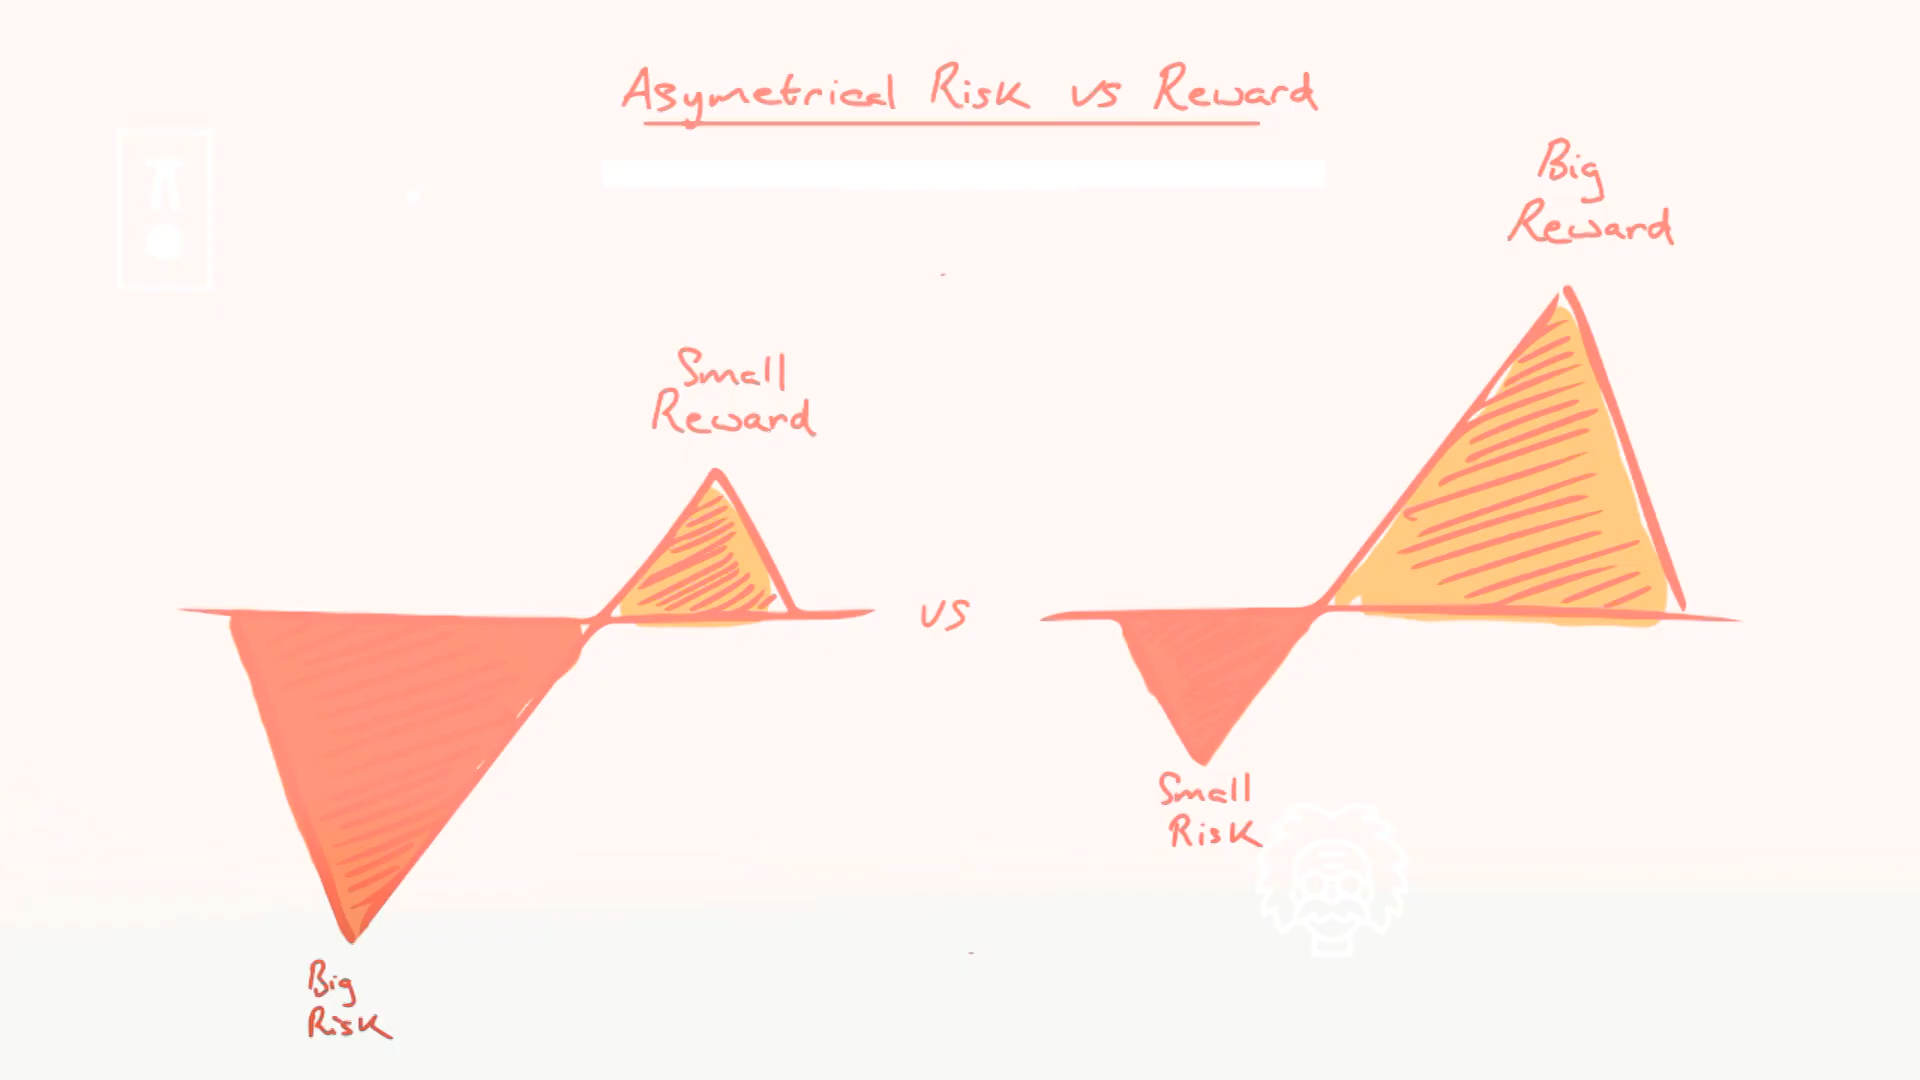 Asymetrical Risk vs Reward
Big
Reward
Small
Reward
vs
Small
Risk
Big
Risk